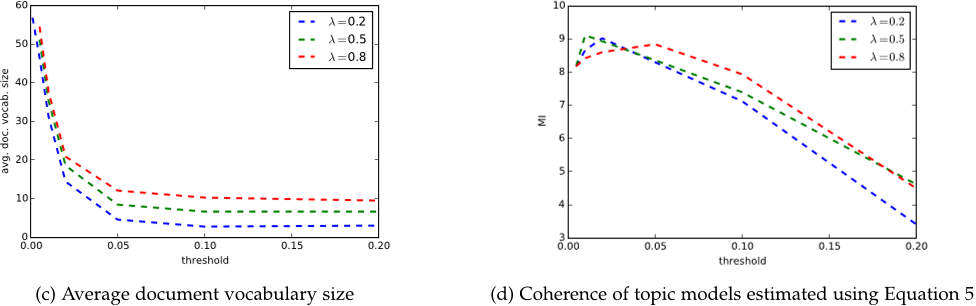 60
50
40
30
20
10
0
avg. doc. vocab. size
λ=0.2
λ=0.5
λ=0.8
0.00 0.05 0.10 0.15 0.20
threshold
(c) Average document vocabulary size
10
9
8
7
6
5
4
3
MI
λ=0.2
λ=0.5
λ=0.8
0.00 0.05 0.10 0.15 0.20
threshold
(d) Coherence of topic models estimated using Equation 5